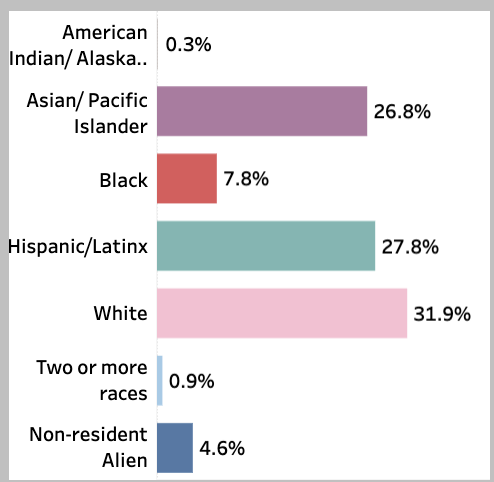 American
Indian/ Alaska..
0.3%
Asian/ Pacific
Islander
26.8%
Black
7.8%
Hispanic/Latinx
27.8%
White
31.9%
Two or more
races
0.9%
Non-resident
Alien
4.6%